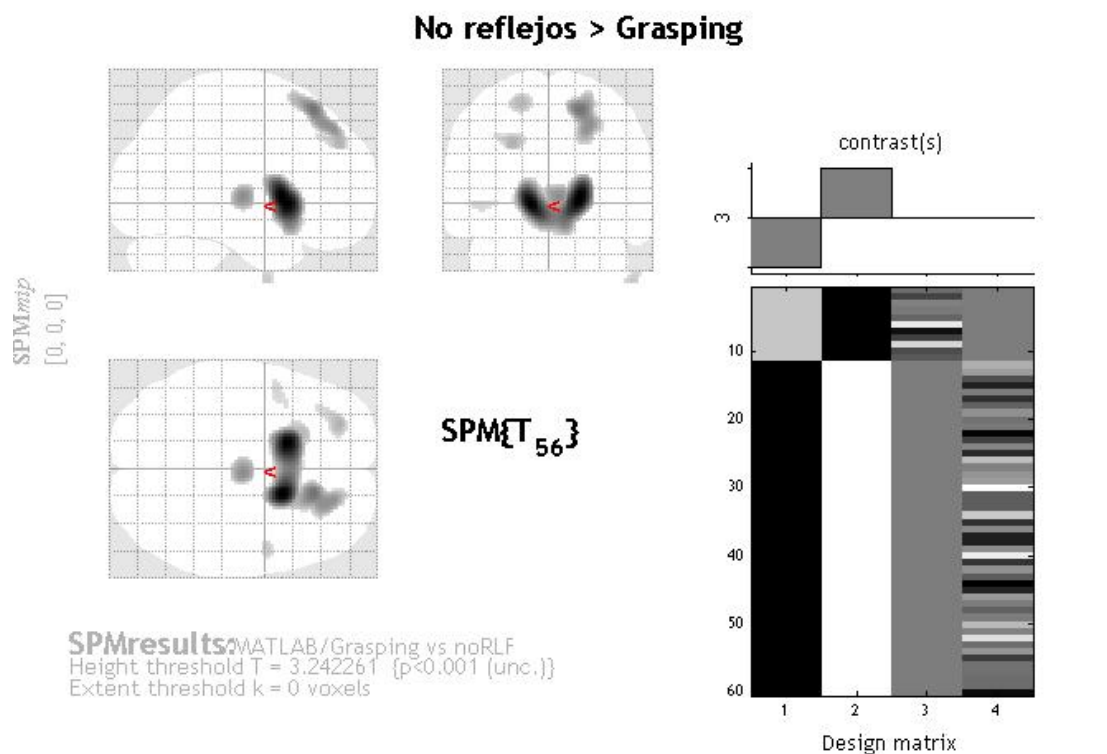 No reflejos > Grasping
SPMmip
[0, 0, 0]
<
<
<
SPM{T56}
SPMresults: MATLAB/Grasping vs noRLF
Height threshold T = 3.242261 {p<0.001 (unc.)}
Extent threshold k = 0 voxels
contrast(s)
3
10
20
30
40
50
60
1 2 3 4
Design matrix